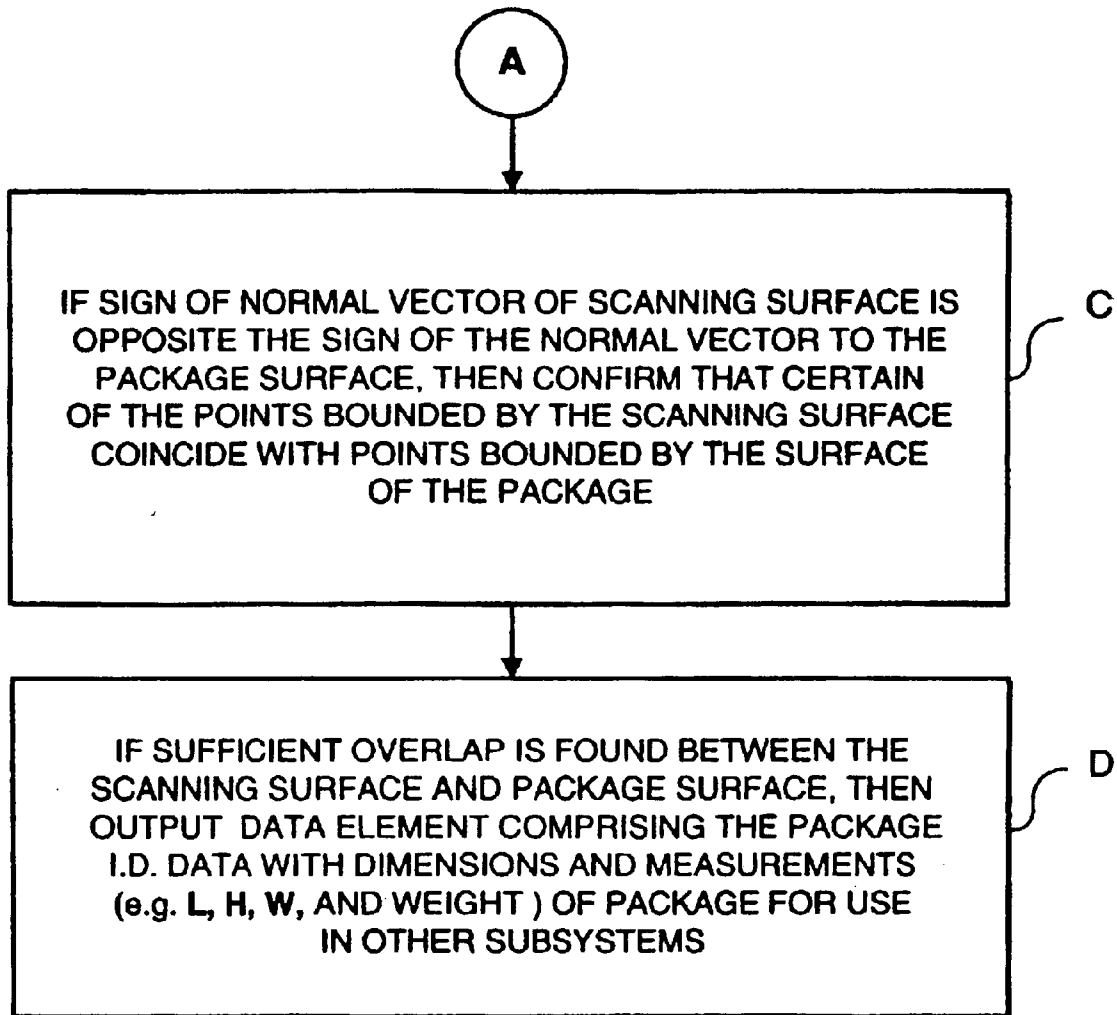 A
IF SIGN OF NORMAL VECTOR OF SCANNING SURFACE IS
OPPOSITE THE SIGN OF THE NORMAL VECTOR TO THE
PACKAGE SURFACE, THEN CONFIRM THAT CERTAIN
OF THE POINTS BOUNDED BY THE SCANNING SURFACE
COINCIDE WITH POINTS BOUNDED BY THE SURFACE
OF THE PACKAGE
C
IF SUFFICIENT OVERLAP IS FOUND BETWEEN THE
SCANNING SURFACE AND PACKAGE SURFACE, THEN
OUTPUT DATA ELEMENT COMPRISING THE PACKAGE
I.D. DATA WITH DIMENSIONS AND MEASUREMENTS
(e.g. L, H, W, AND WEIGHT ) OF PACKAGE FOR USE
IN OTHER SUBSYSTEMS
D